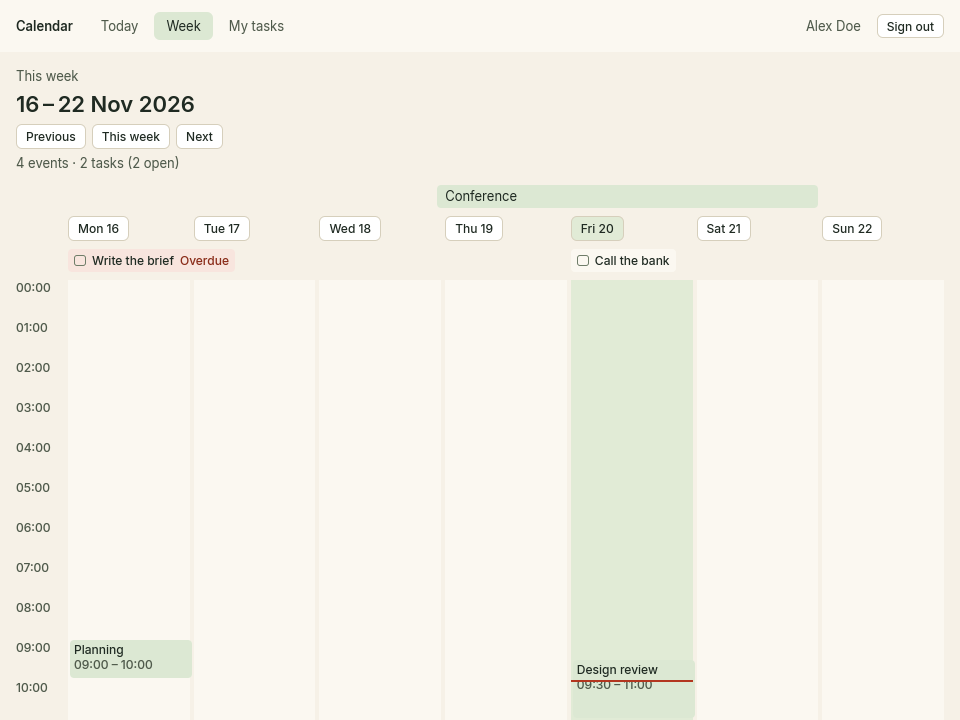 Calendar Today Week My tasks Alex Doe Sign out
This week
16 – 22 Nov 2026
Previous This week Next
4 events · 2 tasks (2 open)
Conference
Mon 16 Tue 17 Wed 18 Thu 19 Fri 20 Sat 21 Sun 22
Write the brief Overdue Call the bank
00:00
01:00
02:00
03:00
04:00
05:00
06:00
07:00
08:00
09:00
Planning
09:00 – 10:00
Design review
09:30 – 11:00
10:00